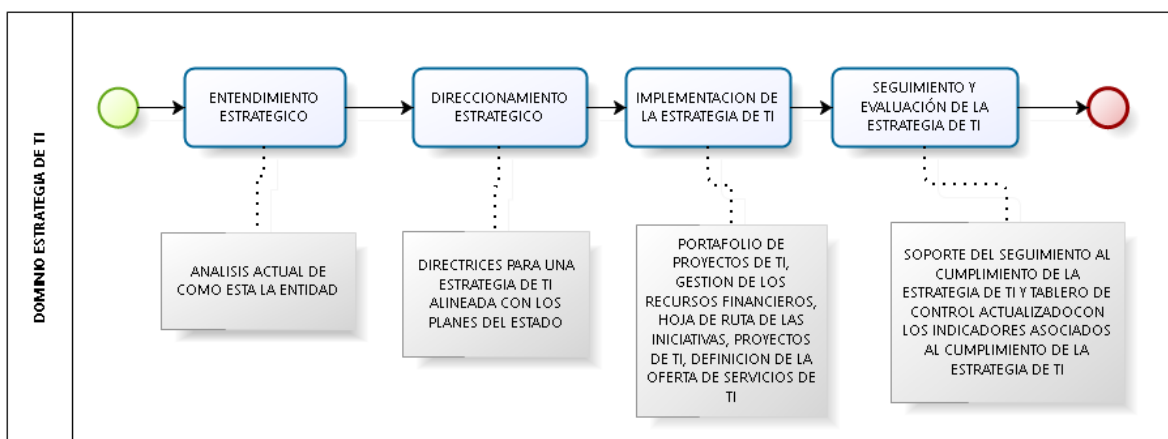 DOMINIO ESTRATEGIA DE TI
ENTENDIMIENTO
ESTRATEGICO
DIRECCIONAMIENTO
ESTRATEGICO
IMPLEMENTACION DE
LA ESTRATEGIA DE TI
SEGUIMIENTO Y
EVALUACIÓN DE LA
ESTRATEGIA DE TI
ANALISIS ACTUAL DE
COMO ESTA LA ENTIDAD
DIRECTRICES PARA UNA
ESTRATEGIA DE TI
ALINEADA CON LOS
PLANES DEL ESTADO
PORTAFOLIO DE
PROYECTOS DE TI,
GESTION DE LOS
RECURSOS FINANCIEROS,
HOJA DE RUTA DE LAS
INICIATIVAS, PROYECTOS
DE TI, DEFINICION DE LA
OFERTA DE SERVICIOS DE
TI
SOPORTE DEL SEGUIMIENTO AL
CUMPLIMIENTO DE LA
ESTRATEGIA DE TI Y TABLERO DE
CONTROL ACTUALIZADOCON
LOS INDICADORES ASOCIADOS
AL CUMPLIMIENTO DE LA
ESTRATEGIA DE TI